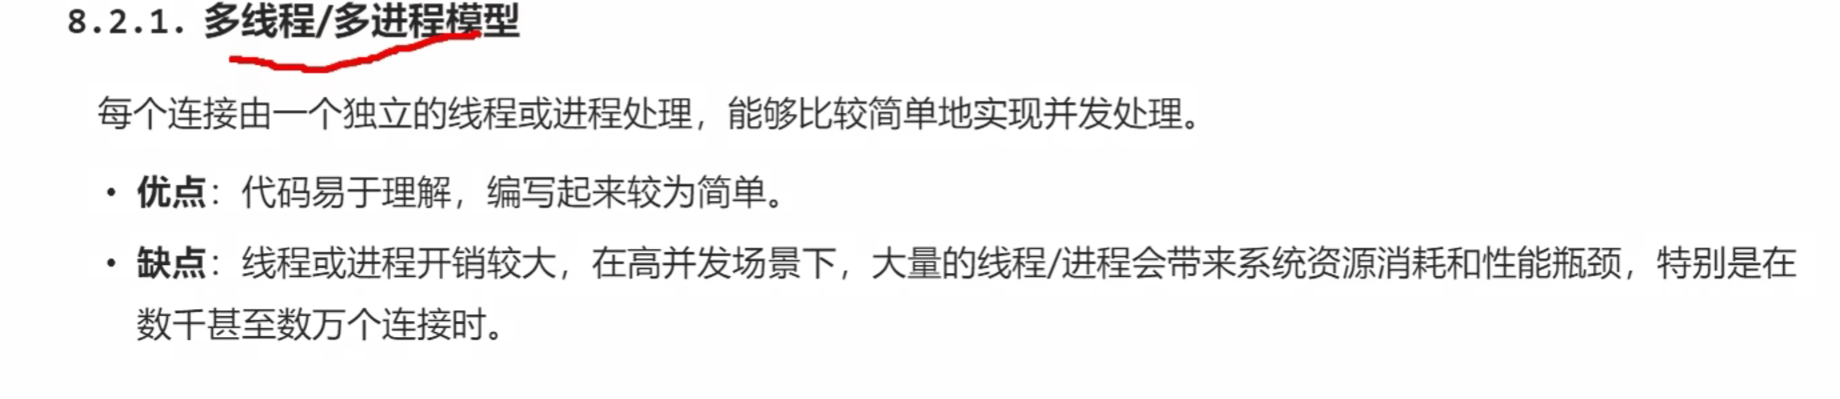 8.2.1. 多线程/多进程模型
每个连接由一个独立的线程或进程处理，能够比较简单地实现并发处理。
• 优点：代码易于理解，编写起来较为简单。
• 缺点：线程或进程开销较大，在高并发场景下，大量的线程/进程会带来系统资源消耗和性能瓶颈，特别是在
数千甚至数万个连接时。